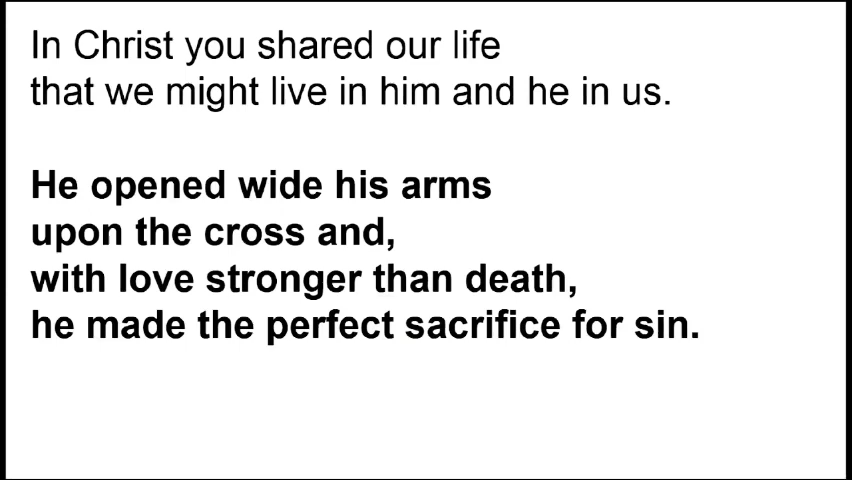 In Christ you shared our life
that we might live in him and he in us.
He opened wide his arms
upon the cross and,
with love stronger than death,
he made the perfect sacrifice for sin.